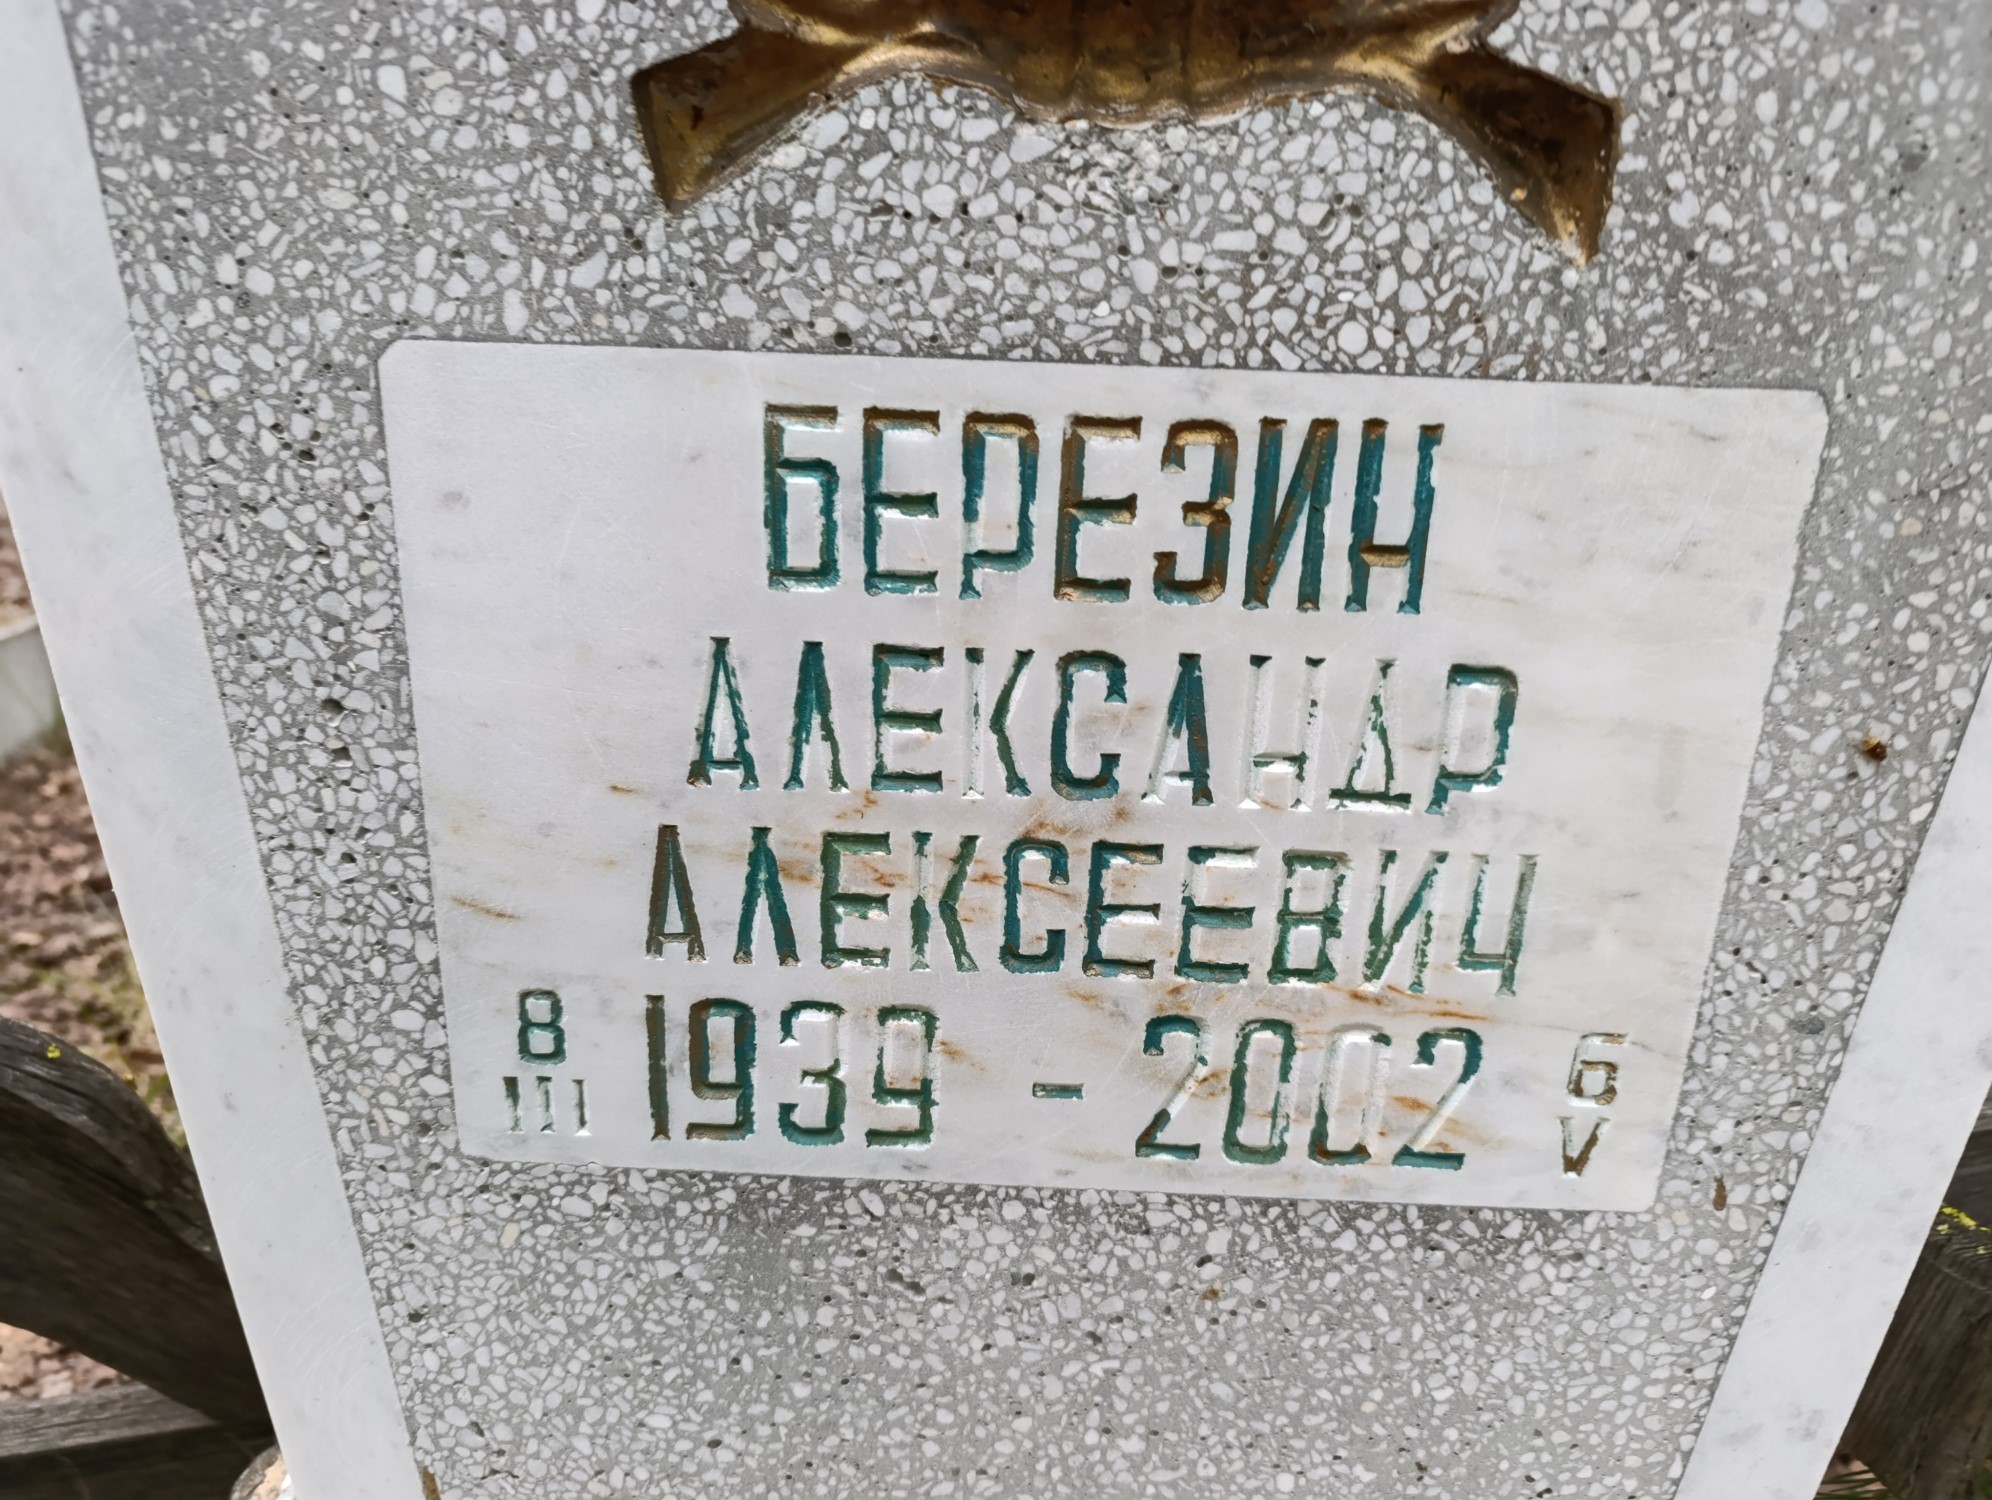 БЕРЕЗИН
АЛЕКСАНДР
АЛЕКСЕЕВИЧ
8 III 1939 - 2002 6 V